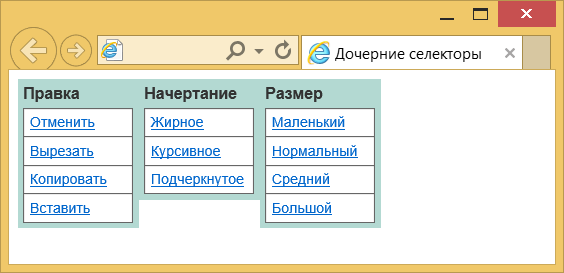 Дочерние селекторы
Правка
Отменить
Вырезать
Копировать
Вставить
Начертание
Жирное
Курсивное
Подчеркнутое
Размер
Маленький
Нормальный
Средний
Большой